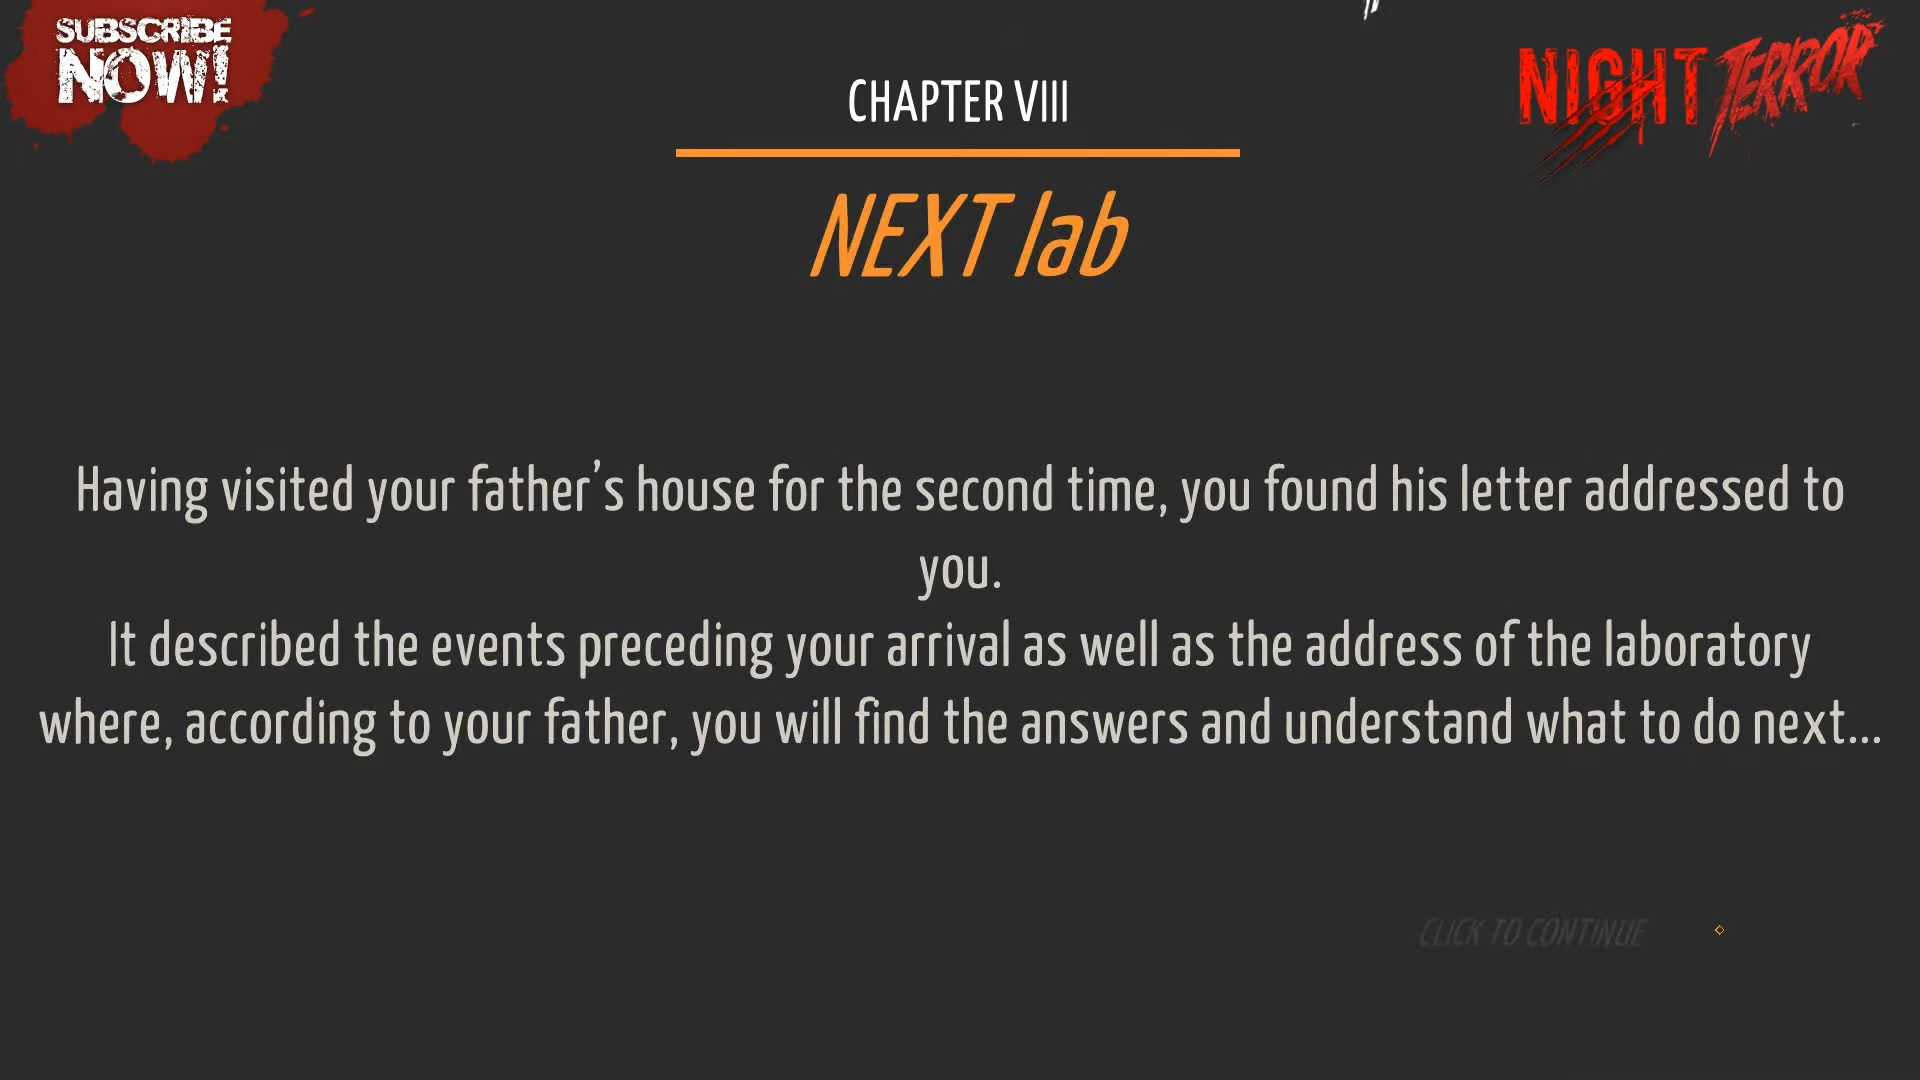 SUBSCRIBE
NOW!
NIGHT TERROR
CHAPTER VIII
NEXT lab
Having visited your father's house for the second time, you found his letter addressed to
you.
It described the events preceding your arrival as well as the address of the laboratory
where, according to your father, you will find the answers and understand what to do next...
CLICK TO CONTINUE